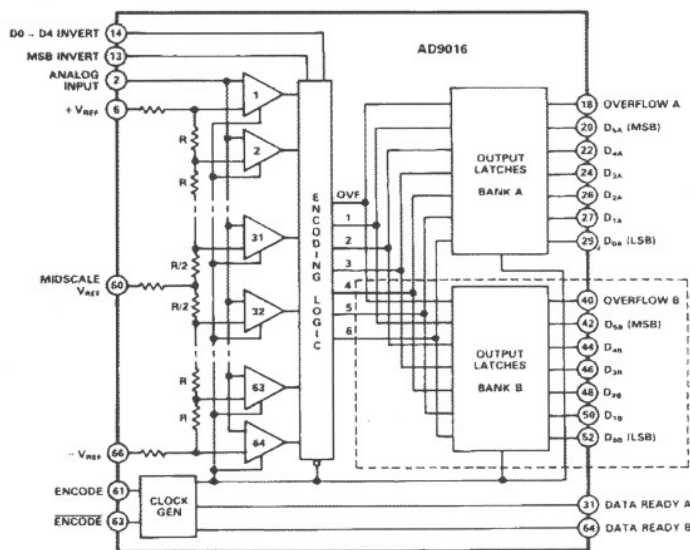 AD9016
D0 – D4 INVERT 14
MSB INVERT 13
ANALOG INPUT 2
+ VREF 6
R
R
R/2
MIDSCALE VREF 60
R/2
R
R
– VREF 66
ENCODE 61
ENCODE 63
CLOCK GEN
1
2
31
32
63
64
ENCODING LOGIC
OVF
1
2
3
4
5
6
OUTPUT LATCHES BANK A
18 OVERFLOW A
20 D5A (MSB)
22 D4A
24 D3A
26 D2A
27 D1A
29 D0A (LSB)
OUTPUT LATCHES BANK B
40 OVERFLOW B
42 D5B (MSB)
44 D4B
46 D3B
48 D2B
50 D1B
52 D0B (LSB)
31 DATA READY A
64 DATA READY B